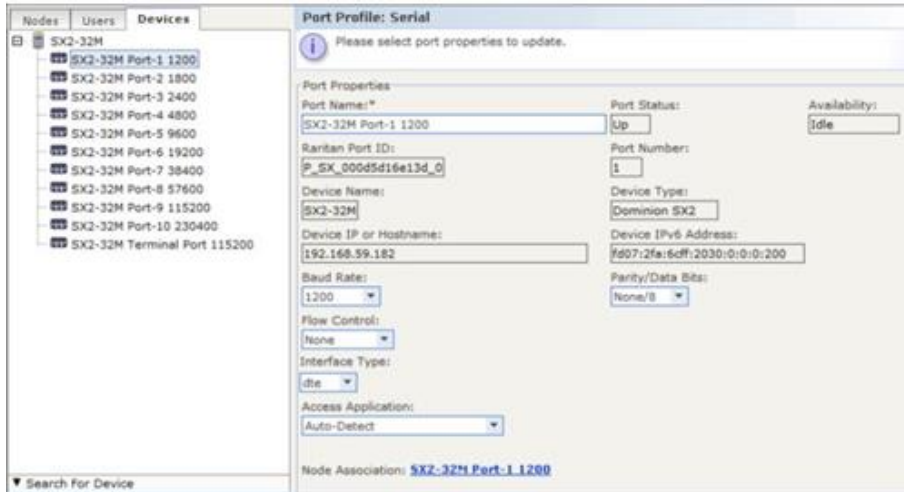 Nodes Users Devices
SX2-32M
SX2-32M Port-1 1200
SX2-32M Port-2 1800
SX2-32M Port-3 2400
SX2-32M Port-4 4800
SX2-32M Port-5 9600
SX2-32M Port-6 19200
SX2-32M Port-7 38400
SX2-32M Port-8 57600
SX2-32M Port-9 115200
SX2-32M Port-10 230400
SX2-32M Terminal Port 115200
Search For Device
Port Profile: Serial
Please select port properties to update.
Port Properties
Port Name:* Port Status: Availability:
SX2-32M Port-1 1200 Up Idle
Raritan Port ID: Port Number:
P_SX_000d5d16e13d_0 1
Device Name: Device Type:
SX2-32M Dominion SX2
Device IP or Hostname: Device IPv6 Address:
192.168.59.182 fd07:2fa:6cff:2030:0:0:0:200
Baud Rate: Parity/Data Bits:
1200 None/8
Flow Control:
None
Interface Type:
dte
Access Application:
Auto-Detect
Node Association: SX2-32M Port-1 1200